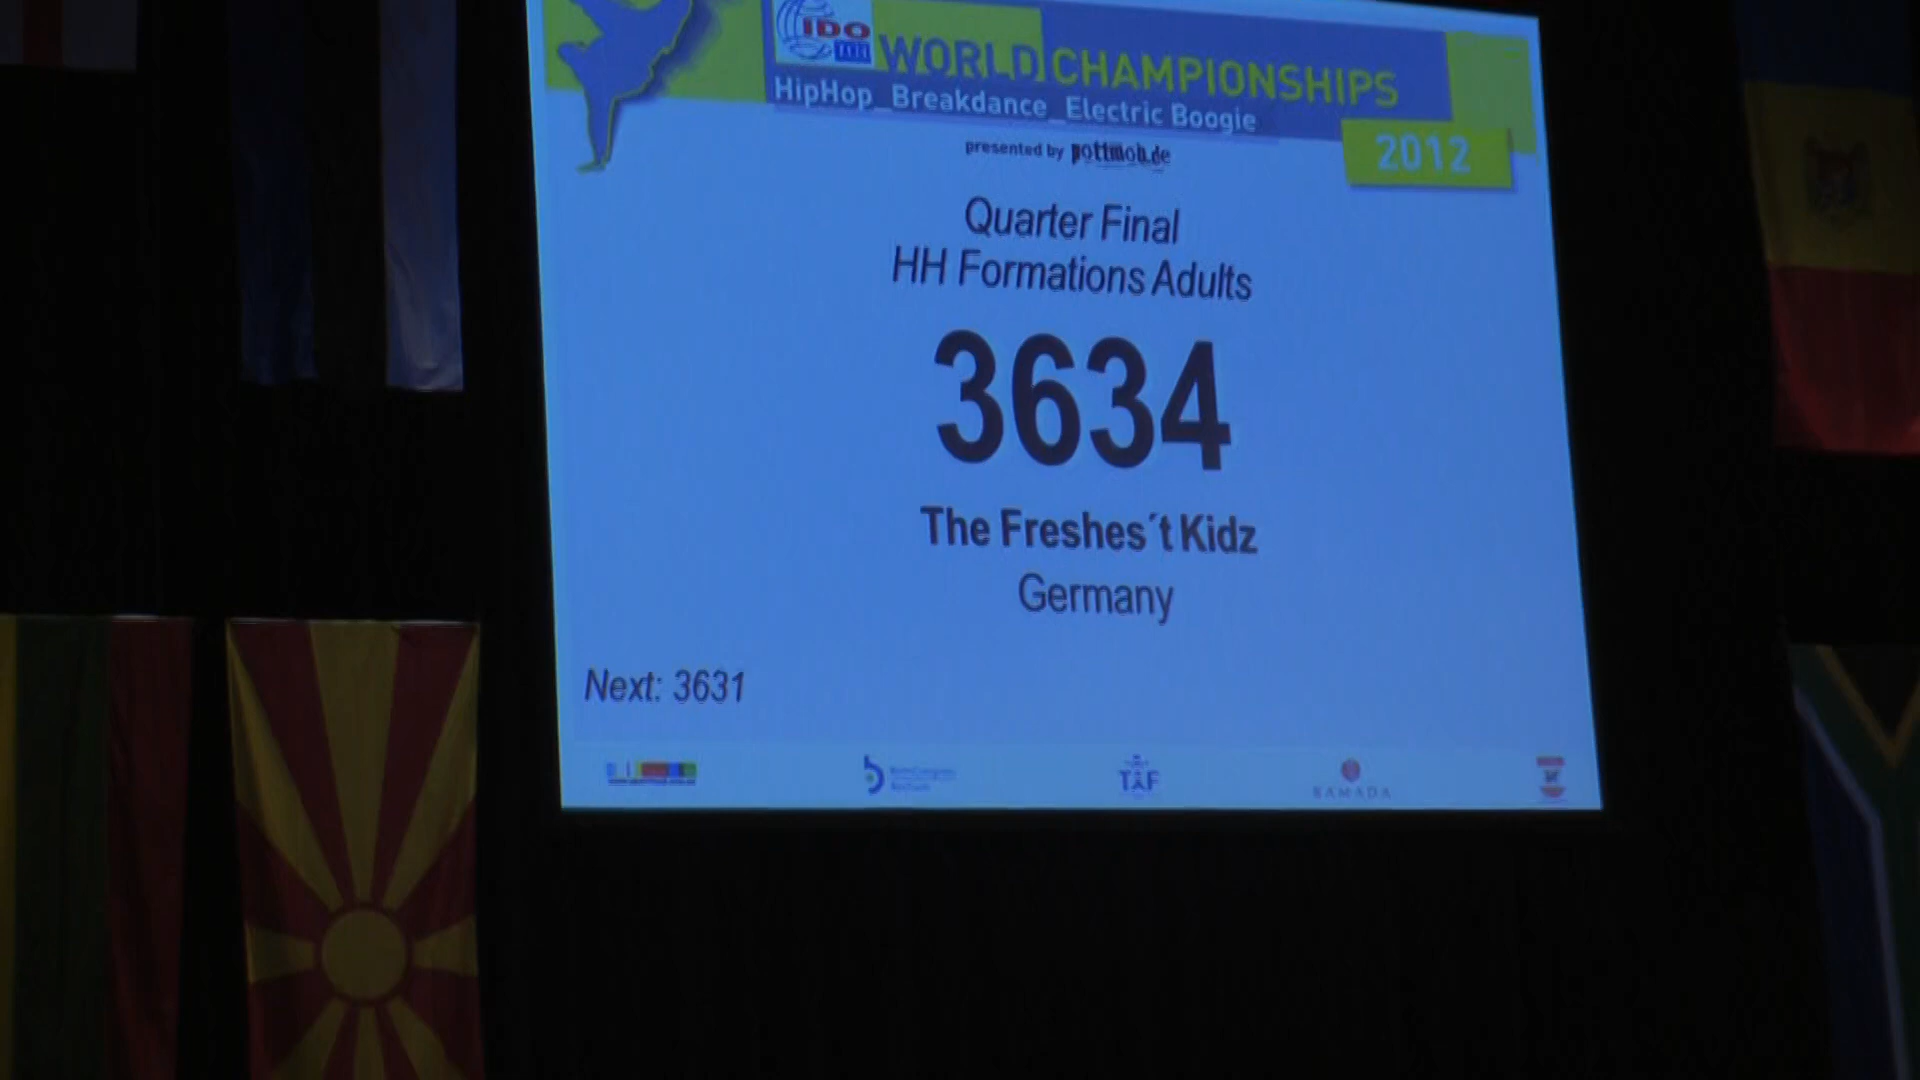 IDO
WORLD CHAMPIONSHIPS
HipHop_Breakdance_Electric Boogie
presented by pottmob.de
2012
Quarter Final
HH Formations Adults
3634
The Freshes´t Kidz
Germany
Next: 3631
TAF
RAMADA